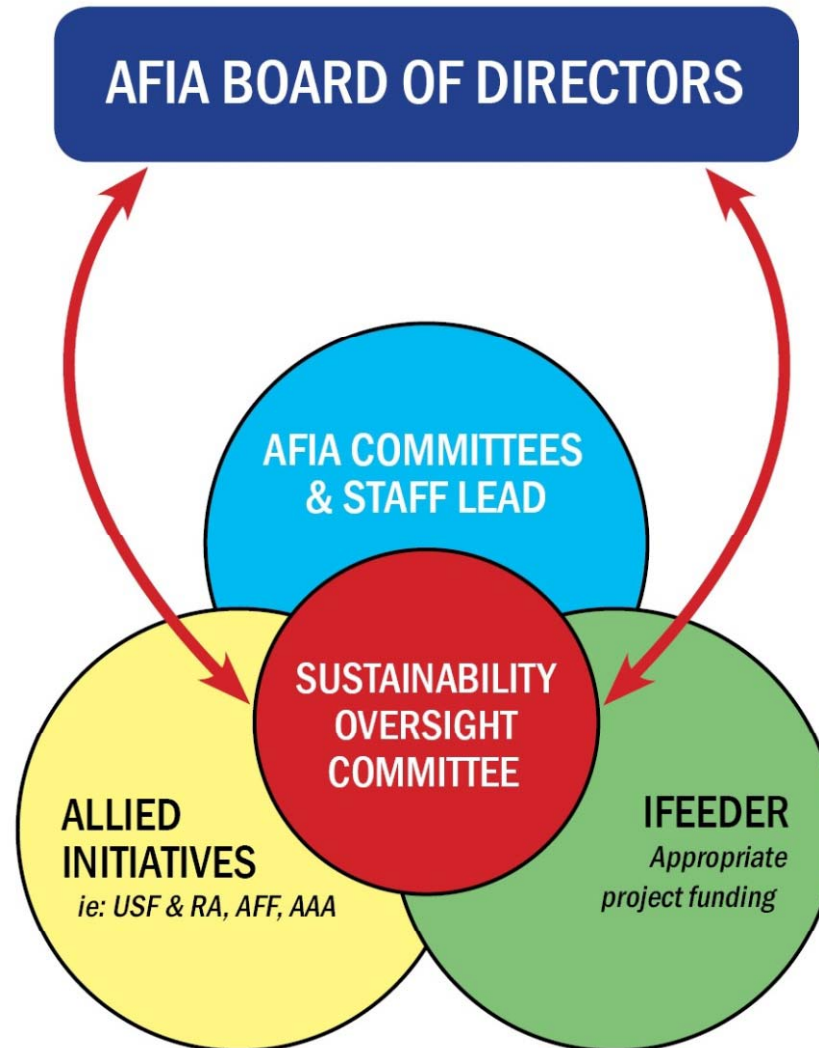 AFIA BOARD OF DIRECTORS
AFIA COMMITTEES
& STAFF LEAD
SUSTAINABILITY
OVERSIGHT
COMMITTEE
ALLIED
INITIATIVES
ie: USF & RA, AFF, AAA
IFEEDER
Appropriate
project funding